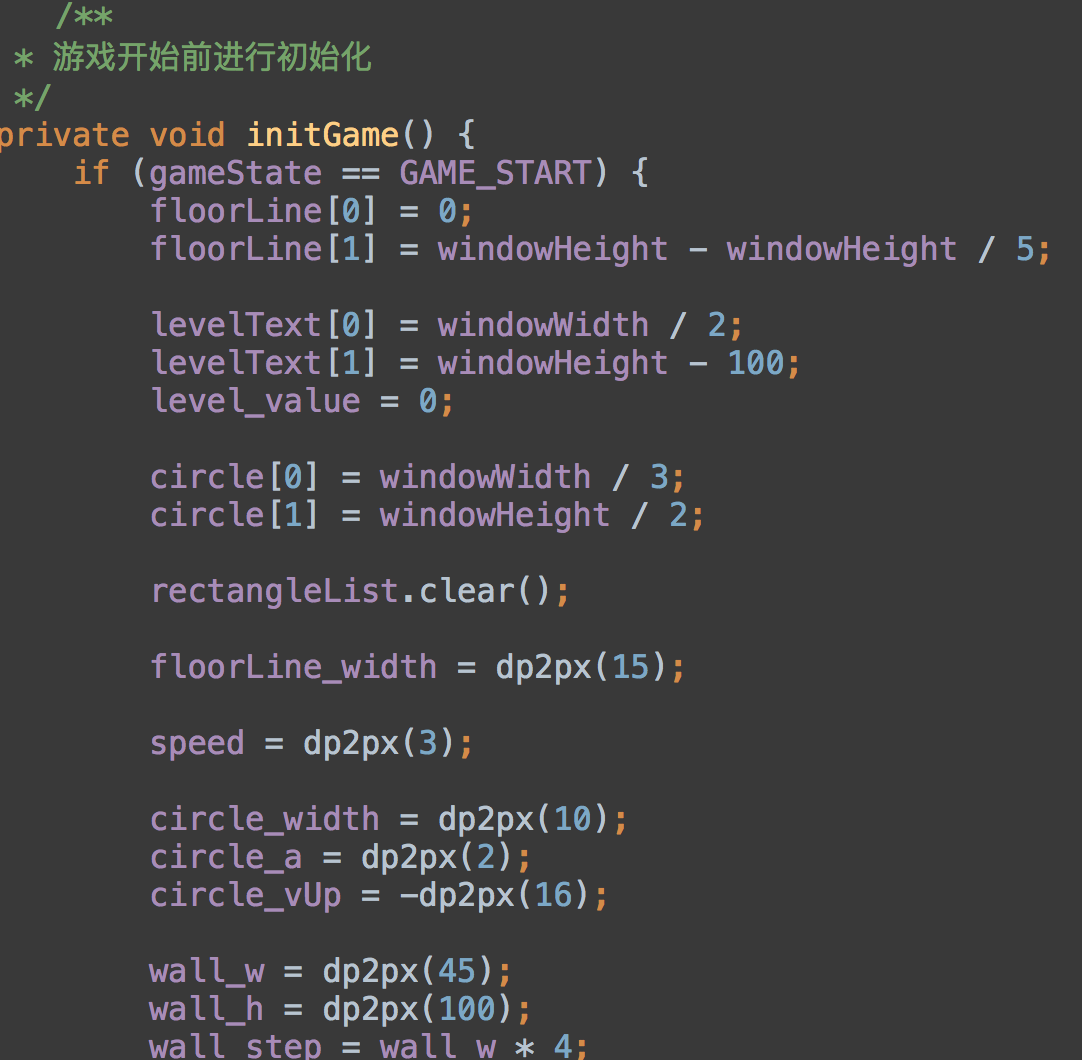 /**
* 游戏开始前进行初始化
*/
private void initGame() {
if (gameState == GAME_START) {
floorLine[0] = 0;
floorLine[1] = windowHeight - windowHeight / 5;
levelText[0] = windowWidth / 2;
levelText[1] = windowHeight - 100;
level_value = 0;
circle[0] = windowWidth / 3;
circle[1] = windowHeight / 2;
rectangleList.clear();
floorLine_width = dp2px(15);
speed = dp2px(3);
circle_width = dp2px(10);
circle_a = dp2px(2);
circle_vUp = -dp2px(16);
wall_w = dp2px(45);
wall_h = dp2px(100);
wall_step = wall_w * 4;